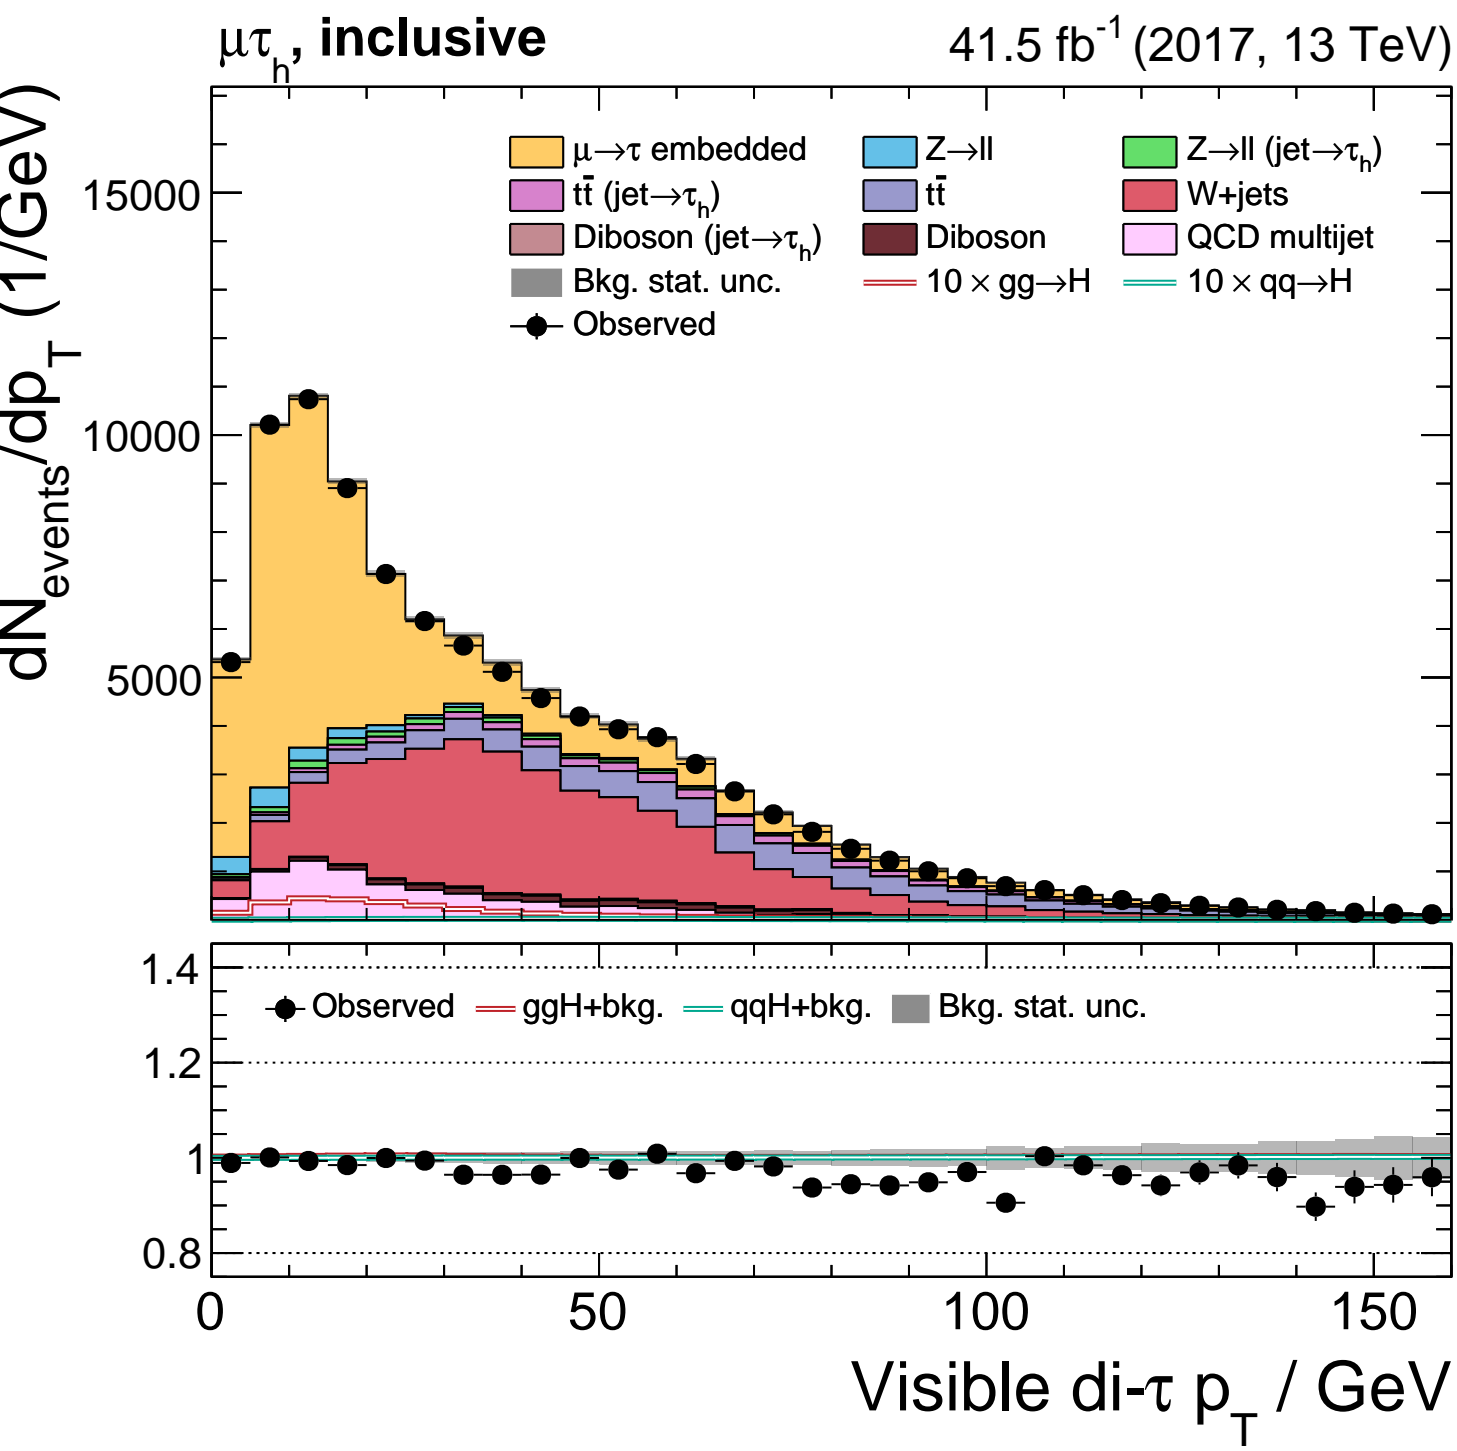 μτh, inclusive 41.5 fb-1 (2017, 13 TeV)
dNevents/dpT (1/GeV)
μ→τ embedded Z→ll Z→ll (jet→τh)
tt̄ (jet→τh) tt̄ W+jets
Diboson (jet→τh) Diboson QCD multijet
Bkg. stat. unc. 10 × gg→H 10 × qq→H
Observed
15000
10000
5000
1.4
Observed ggH+bkg. qqH+bkg. Bkg. stat. unc.
1.2
1
0.8
0 50 100 150
Visible di-τ pT / GeV